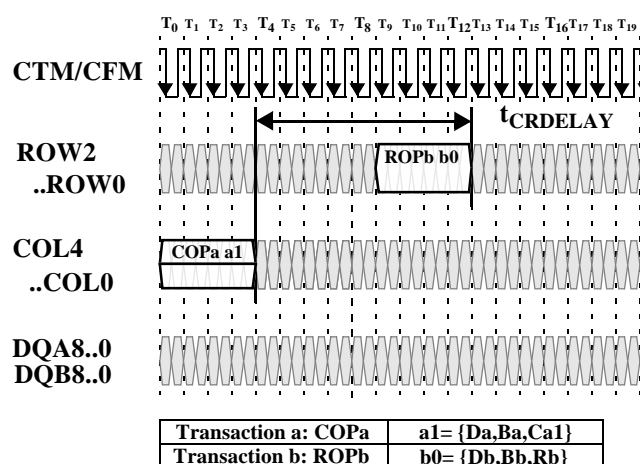 T0 T1 T2 T3 T4 T5 T6 T7 T8 T9 T10 T11 T12 T13 T14 T15 T16 T17 T18 T19
CTM/CFM
tCRDELAY
ROW2
..ROW0
ROPb b0
COL4
..COL0
COPa a1
DQA8..0
DQB8..0
Transaction a: COPa a1= {Da,Ba,Ca1}
Transaction b: ROPb b0= {Db,Bb,Rb}